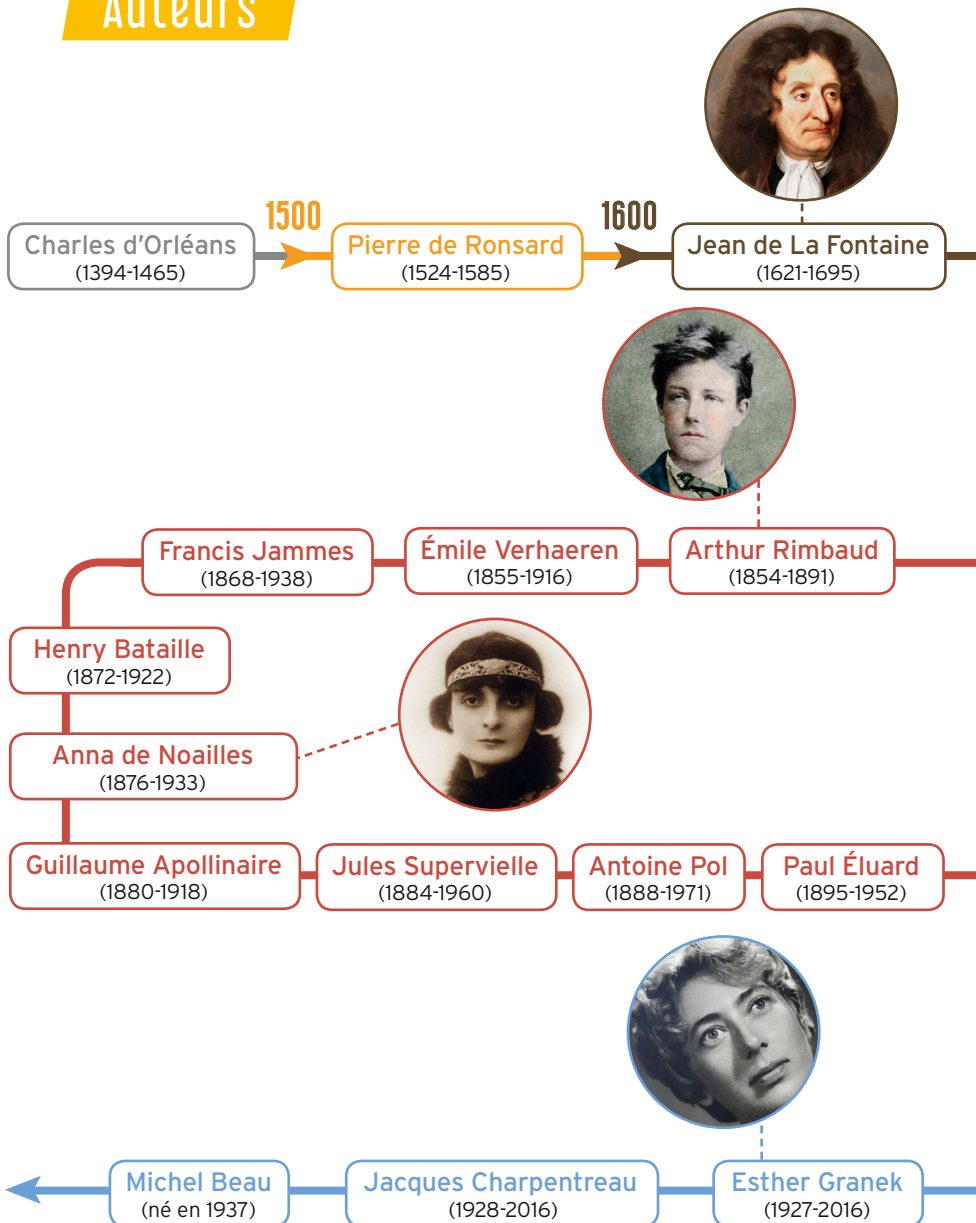 Auteurs
1500
1600
Charles d'Orléans
(1394-1465)
Pierre de Ronsard
(1524-1585)
Jean de La Fontaine
(1621-1695)
Francis Jammes
(1868-1938)
Émile Verhaeren
(1855-1916)
Arthur Rimbaud
(1854-1891)
Henry Bataille
(1872-1922)
Anna de Noailles
(1876-1933)
Guillaume Apollinaire
(1880-1918)
Jules Supervielle
(1884-1960)
Antoine Pol
(1888-1971)
Paul Éluard
(1895-1952)
Michel Beau
(né en 1937)
Jacques Charpentreau
(1928-2016)
Esther Granek
(1927-2016)